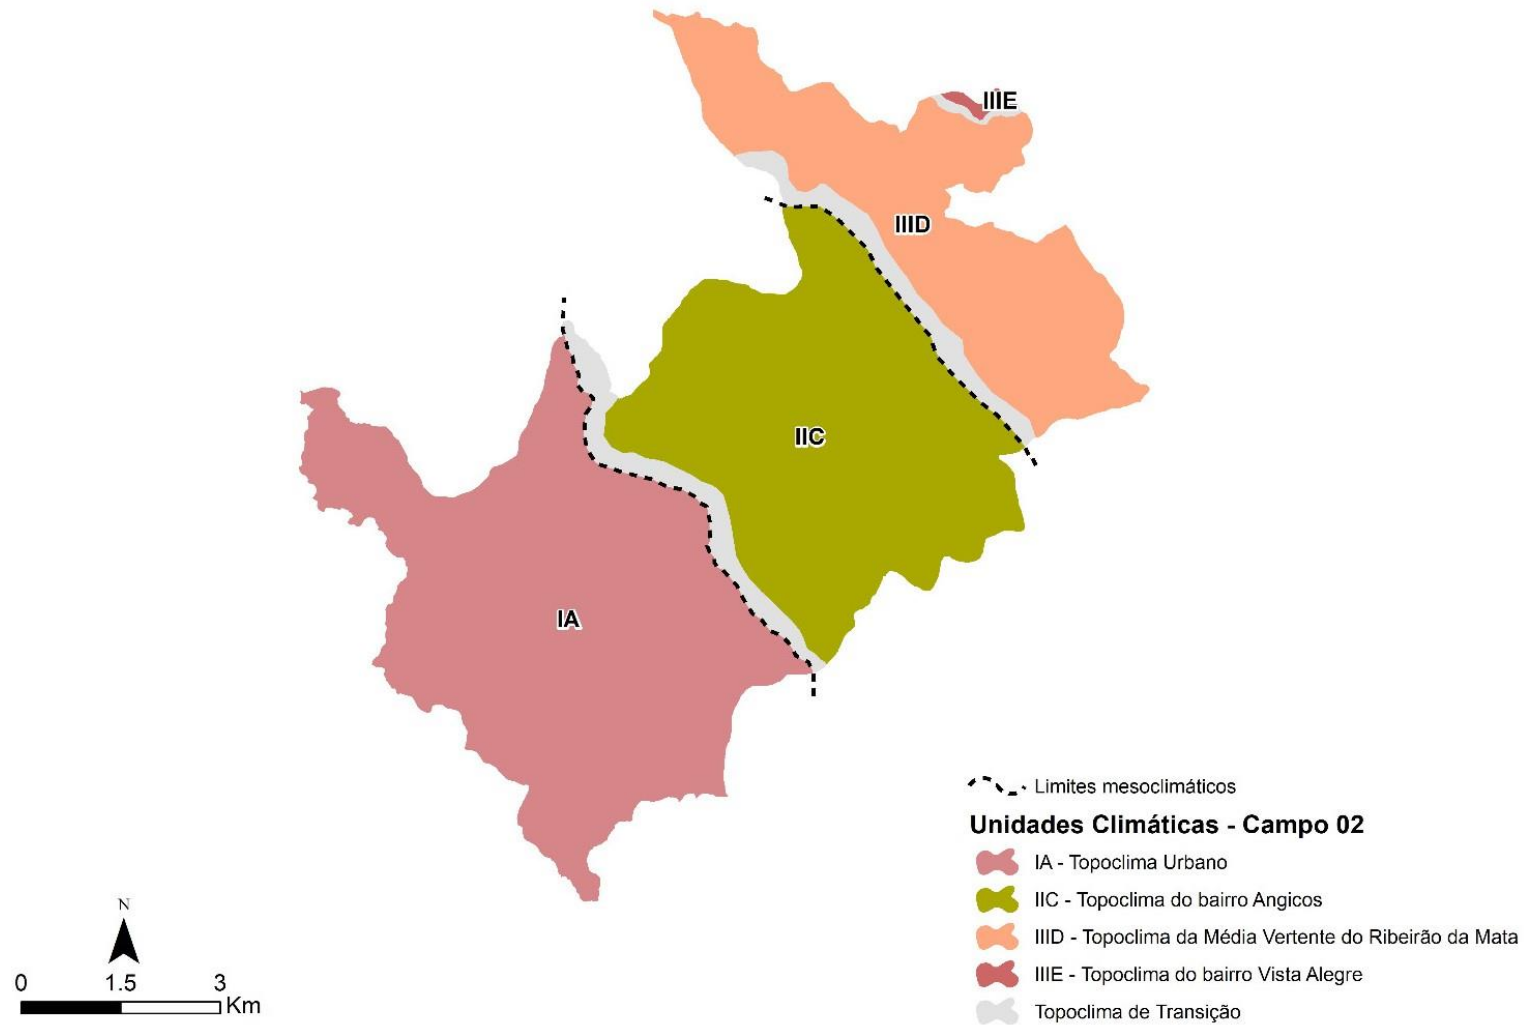 IIIE
IIID
IIC
IA
Limites mesoclimáticos
Unidades Climáticas - Campo 02
IA - Topoclima Urbano
IIC - Topoclima do bairro Angicos
IIID - Topoclima da Média Vertente do Ribeirão da Mata
IIIE - Topoclima do bairro Vista Alegre
Topoclima de Transição
N
0 1.5 3
Km